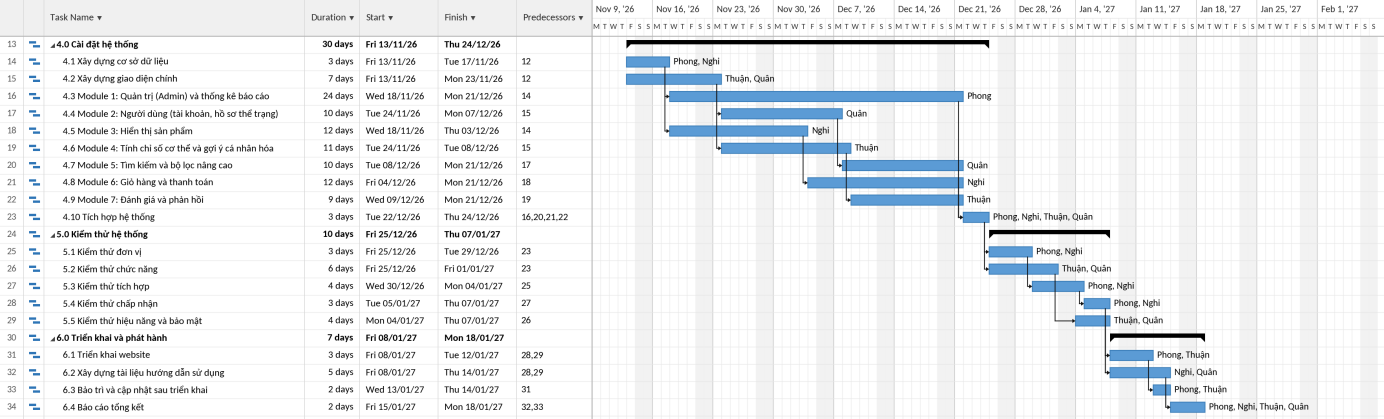 Task Name Duration Start Finish Predecessors Nov 9, '26 Nov 16, '26 Nov 23, '26 Nov 30, '26 Dec 7, '26 Dec 14, '26 Dec 21, '26 Dec 28, '26 Jan 4, '27 Jan 11, '27 Jan 18, '27 Jan 25, '27 Feb 1, '27
M T W T F S S M T W T F S S M T W T F S S M T W T F S S M T W T F S S M T W T F S S M T W T F S S M T W T F S S M T W T F S S M T W T F S S M T W T F S S M T W T F S S M T W T F S S
13 4.0 Cài đặt hệ thống 30 days Fri 13/11/26 Thu 24/12/26
14 4.1 Xây dựng cơ sở dữ liệu 3 days Fri 13/11/26 Tue 17/11/26 12 Phong, Nghi
15 4.2 Xây dựng giao diện chính 7 days Fri 13/11/26 Mon 23/11/26 12 Thuận, Quân
16 4.3 Module 1: Quản trị (Admin) và thống kê báo cáo 24 days Wed 18/11/26 Mon 21/12/26 14 Phong
17 4.4 Module 2: Người dùng (tài khoản, hồ sơ thể trạng) 10 days Tue 24/11/26 Mon 07/12/26 15 Quân
18 4.5 Module 3: Hiển thị sản phẩm 12 days Wed 18/11/26 Thu 03/12/26 14 Nghi
19 4.6 Module 4: Tính chỉ số cơ thể và gợi ý cá nhân hóa 11 days Tue 24/11/26 Tue 08/12/26 15 Thuận
20 4.7 Module 5: Tìm kiếm và bộ lọc nâng cao 10 days Tue 08/12/26 Mon 21/12/26 17 Quân
21 4.8 Module 6: Giỏ hàng và thanh toán 12 days Fri 04/12/26 Mon 21/12/26 18 Nghi
22 4.9 Module 7: Đánh giá và phản hồi 9 days Wed 09/12/26 Mon 21/12/26 19 Thuận
23 4.10 Tích hợp hệ thống 3 days Tue 22/12/26 Thu 24/12/26 16,20,21,22 Phong, Nghi, Thuận, Quân
24 5.0 Kiểm thử hệ thống 10 days Fri 25/12/26 Thu 07/01/27
25 5.1 Kiểm thử đơn vị 3 days Fri 25/12/26 Tue 29/12/26 23 Phong, Nghi
26 5.2 Kiểm thử chức năng 6 days Fri 25/12/26 Fri 01/01/27 23 Thuận, Quân
27 5.3 Kiểm thử tích hợp 4 days Wed 30/12/26 Mon 04/01/27 25 Phong, Nghi
28 5.4 Kiểm thử chấp nhận 3 days Tue 05/01/27 Thu 07/01/27 27 Phong, Nghi
29 5.5 Kiểm thử hiệu năng và bảo mật 4 days Mon 04/01/27 Thu 07/01/27 26 Thuận, Quân
30 6.0 Triển khai và phát hành 7 days Fri 08/01/27 Mon 18/01/27
31 6.1 Triển khai website 3 days Fri 08/01/27 Tue 12/01/27 28,29 Phong, Thuận
32 6.2 Xây dựng tài liệu hướng dẫn sử dụng 5 days Fri 08/01/27 Thu 14/01/27 28,29 Nghi, Quân
33 6.3 Bảo trì và cập nhật sau triển khai 2 days Wed 13/01/27 Thu 14/01/27 31 Phong, Thuận
34 6.4 Báo cáo tổng kết 2 days Fri 15/01/27 Mon 18/01/27 32,33 Phong, Nghi, Thuận, Quân